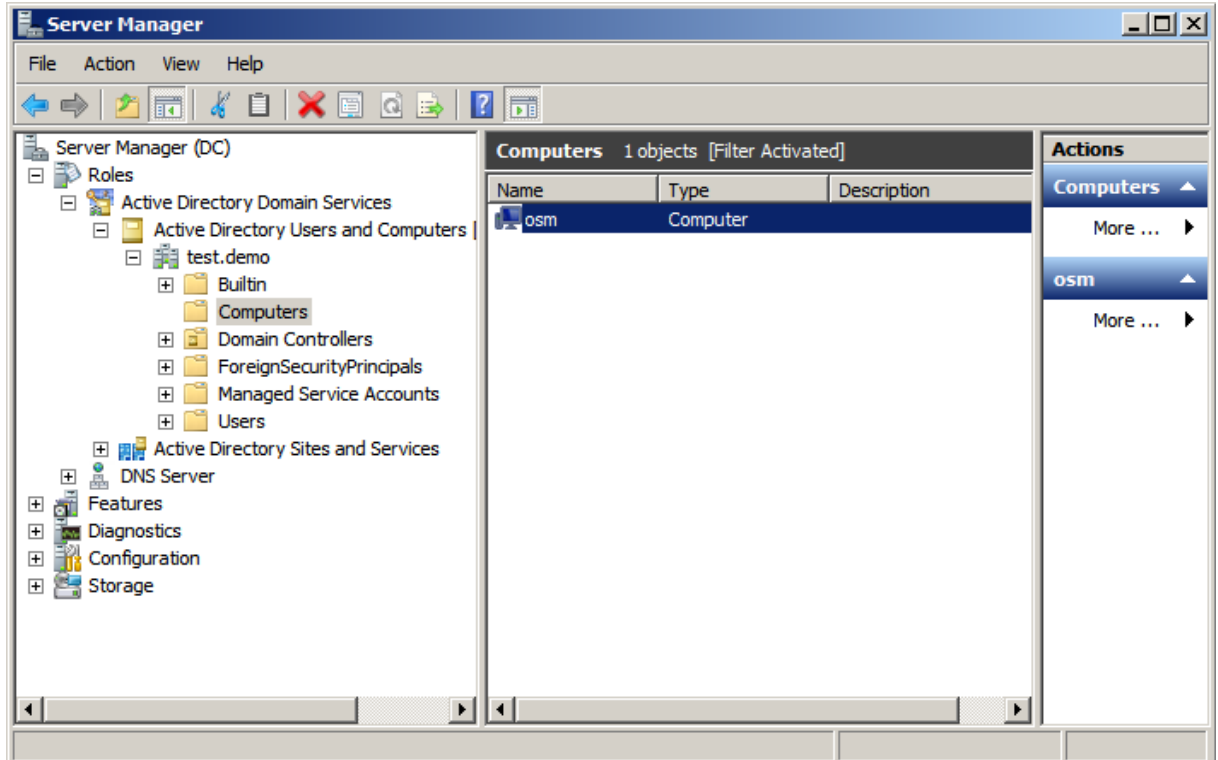 Server Manager
File Action View Help
Server Manager (DC)
Roles
Active Directory Domain Services
Active Directory Users and Computers [
test.demo
Builtin
Computers
Domain Controllers
ForeignSecurityPrincipals
Managed Service Accounts
Users
Active Directory Sites and Services
DNS Server
Features
Diagnostics
Configuration
Storage
Computers 1 objects [Filter Activated]
Name Type Description
osm Computer
Actions
Computers
More ...
osm
More ...